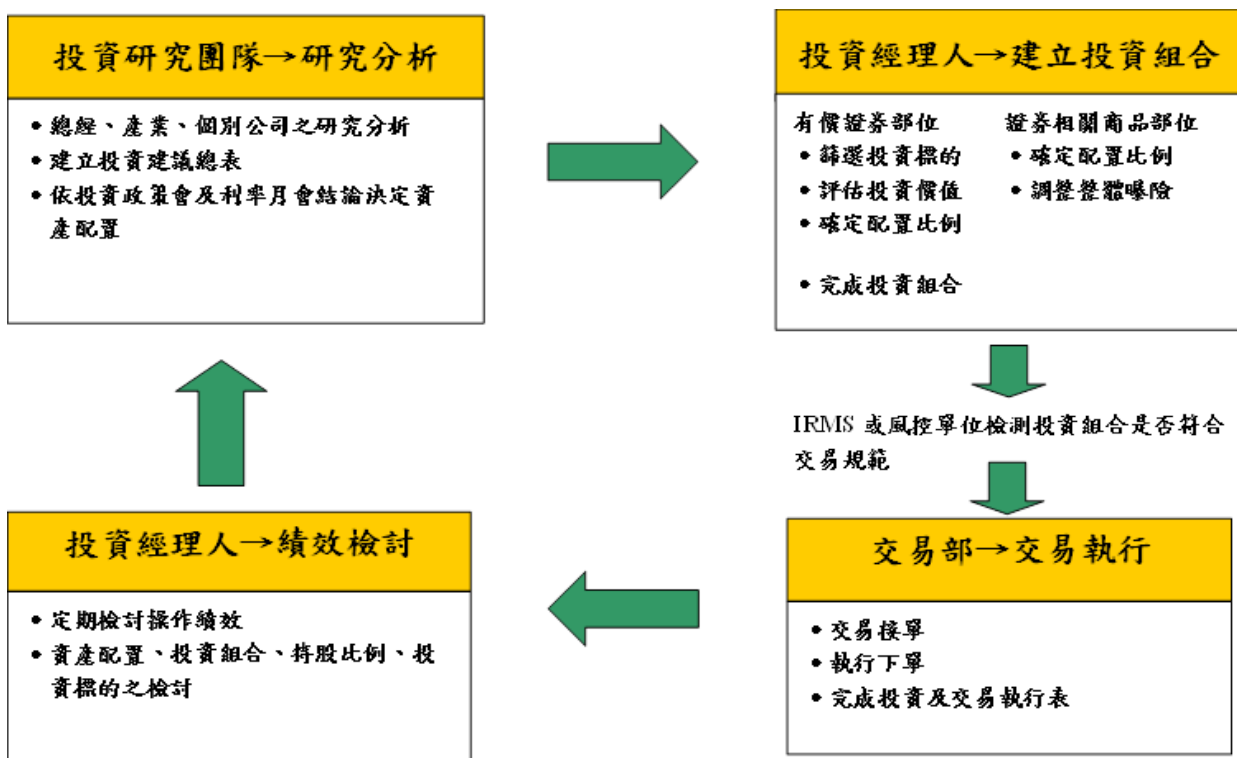 投資研究團隊→研究分析
• 總經、產業、個別公司之研究分析
• 建立投資建議總表
• 依投資政策會及利率月會結論決定資
產配置
投資經理人→建立投資組合
有價證券部位 證券相關商品部位
• 篩選投資標的 • 確定配置比例
• 評估投資價值 • 調整整體曝險
• 確定配置比例
• 完成投資組合
IRMS 或風控單位檢測投資組合是否符合
交易規範
交易部→交易執行
• 交易接單
• 執行下單
• 完成投資及交易執行表
投資經理人→績效檢討
• 定期檢討操作績效
• 資產配置、投資組合、持股比例、投
資標的之檢討